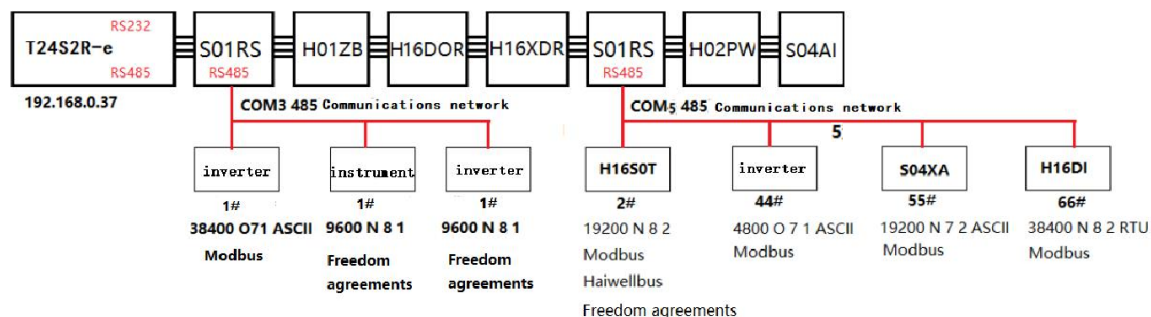 RS232
T24S2R-e
RS485
192.168.0.37
S01RS
RS485
H01ZB
H16DOR
H16XDR
S01RS
RS485
H02PW
S04AI
COM3 485 Communications network
COM5 485 Communications network
5
inverter
1#
38400 O71 ASCII
Modbus
instrument
1#
9600 N 8 1
Freedom
agreements
inverter
1#
9600 N 8 1
Freedom
agreements
H16S0T
2#
19200 N 8 2
Modbus
Haiwellbus
Freedom agreements
inverter
44#
4800 O 7 1 ASCII
Modbus
S04XA
55#
19200 N 7 2 ASCII
Modbus
H16DI
66#
38400 N 8 2 RTU
Modbus